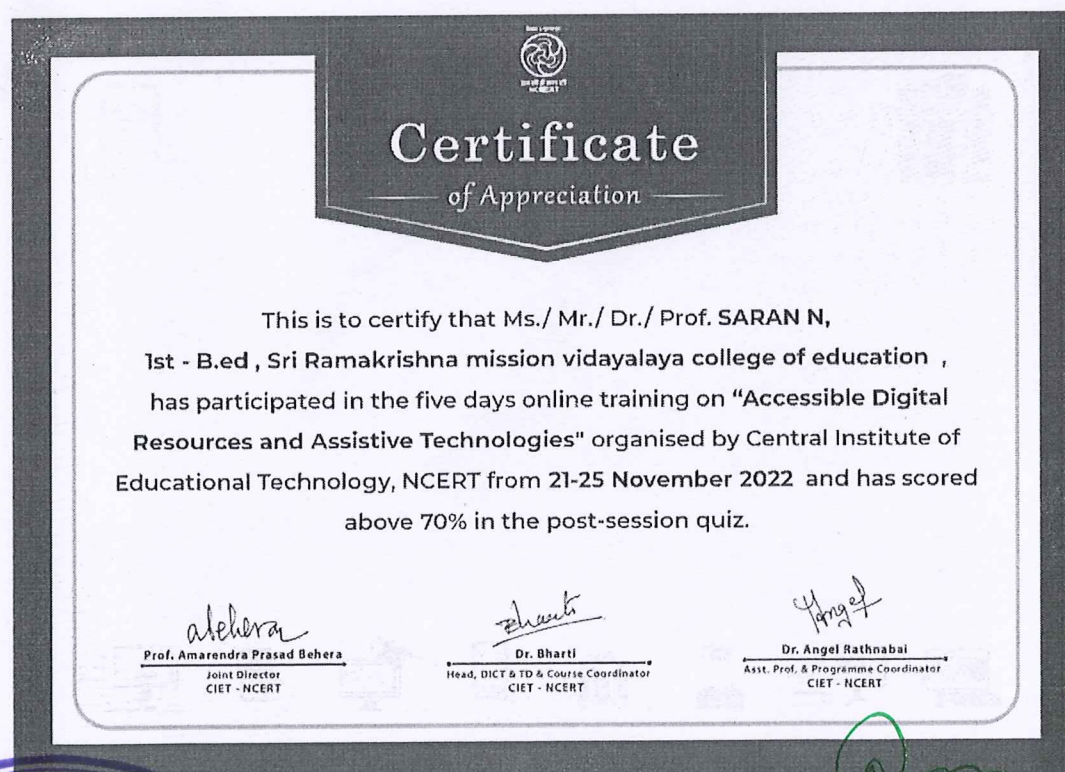 NCERT
Certificate
of Appreciation
This is to certify that Ms./ Mr./ Dr./ Prof. SARAN N,
1st - B.ed , Sri Ramakrishna mission vidayalaya college of education ,
has participated in the five days online training on “Accessible Digital
Resources and Assistive Technologies" organised by Central Institute of
Educational Technology, NCERT from 21-25 November 2022 and has scored
above 70% in the post-session quiz.
Prof. Amarendra Prasad Behera
Joint Director
CIET - NCERT
Dr. Bharti
Head, DICT & TD & Course Coordinator
CIET - NCERT
Dr. Angel Rathnabai
Asst. Prof, & Programme Coordinator
CIET - NCERT